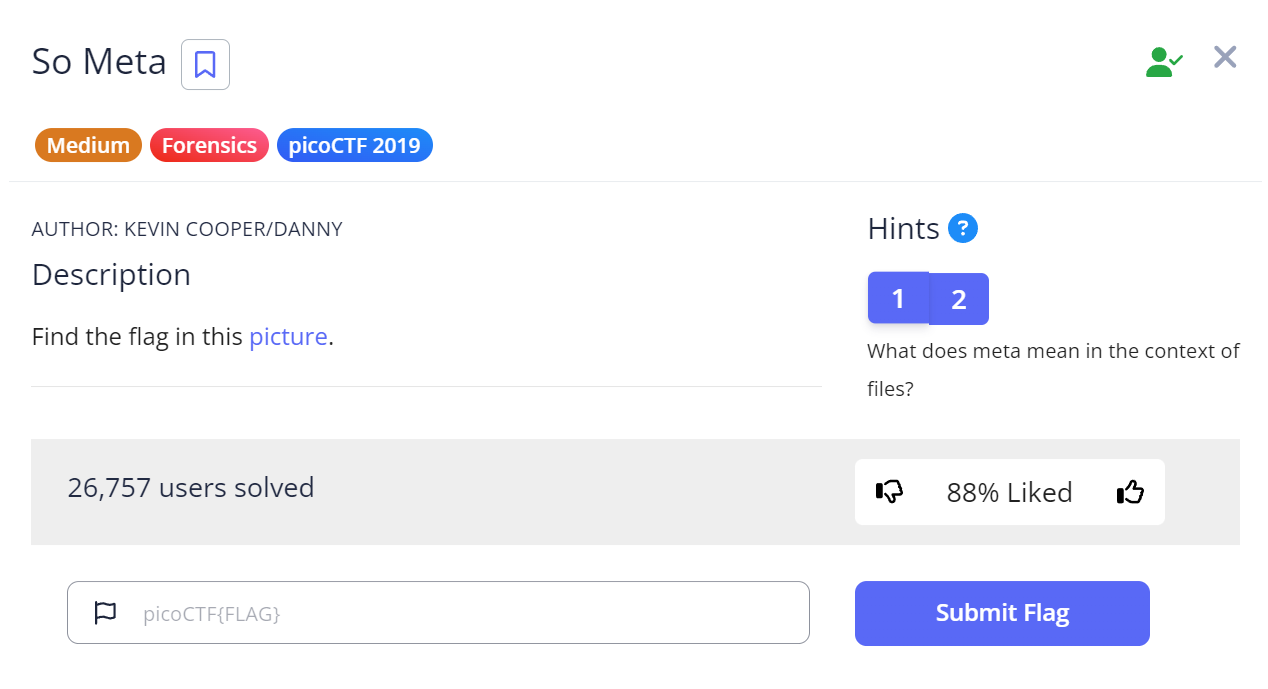 So Meta
Medium Forensics picoCTF 2019
AUTHOR: KEVIN COOPER/DANNY
Description
Find the flag in this picture.
Hints ?
1 2
What does meta mean in the context of
files?
26,757 users solved
88% Liked
picoCTF{FLAG}
Submit Flag